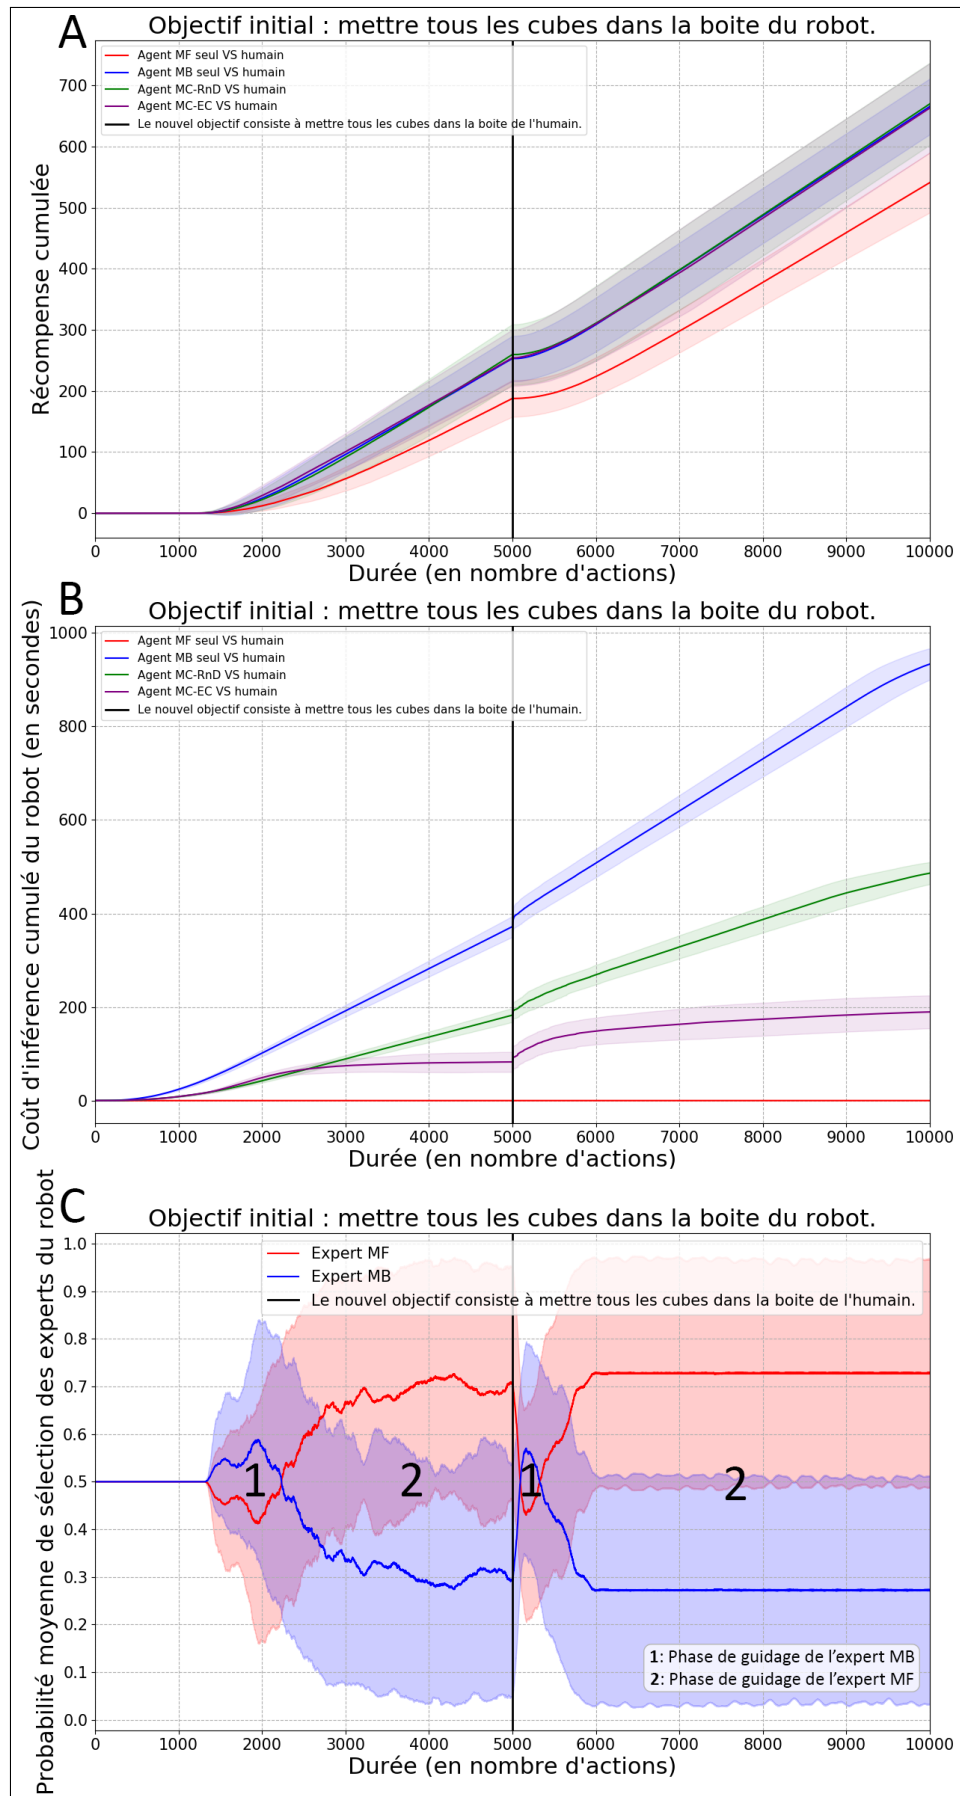 A
Objectif initial : mettre tous les cubes dans la boite du robot.
Agent MF seul VS humain
Agent MB seul VS humain
Agent MC-RnD VS humain
Agent MC-EC VS humain
Le nouvel objectif consiste à mettre tous les cubes dans la boite de l'humain.
Récompense cumulée
700
600
500
400
300
200
100
0
0 1000 2000 3000 4000 5000 6000 7000 8000 9000 10000
Durée (en nombre d'actions)
B
Objectif initial : mettre tous les cubes dans la boite du robot.
Agent MF seul VS humain
Agent MB seul VS humain
Agent MC-RnD VS humain
Agent MC-EC VS humain
Le nouvel objectif consiste à mettre tous les cubes dans la boite de l'humain.
Coût d'inférence cumulé du robot (en secondes)
1000
800
600
400
200
0
0 1000 2000 3000 4000 5000 6000 7000 8000 9000 10000
Durée (en nombre d'actions)
C
Objectif initial : mettre tous les cubes dans la boite du robot.
Expert MF
Expert MB
Le nouvel objectif consiste à mettre tous les cubes dans la boite de l'humain.
Probabilité moyenne de sélection des experts du robot
1.0
0.9
0.8
0.7
0.6
0.5
0.4
0.3
0.2
0.1
0.0
1 2 1 2
1: Phase de guidage de l'expert MB
2: Phase de guidage de l'expert MF
0 1000 2000 3000 4000 5000 6000 7000 8000 9000 10000
Durée (en nombre d'actions)